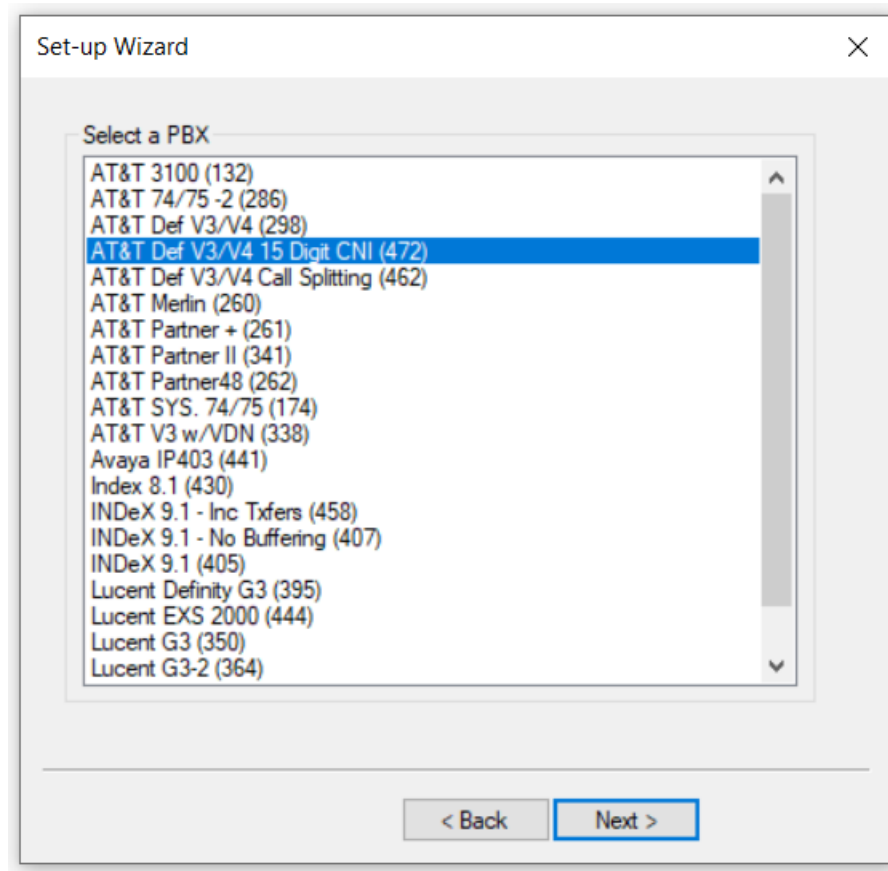 Set-up Wizard
Select a PBX
AT&T 3100 (132)
AT&T 74/75 -2 (286)
AT&T Def V3/V4 (298)
AT&T Def V3/V4 15 Digit CNI (472)
AT&T Def V3/V4 Call Splitting (462)
AT&T Merlin (260)
AT&T Partner + (261)
AT&T Partner II (341)
AT&T Partner48 (262)
AT&T SYS. 74/75 (174)
AT&T V3 w/VDN (338)
Avaya IP403 (441)
Index 8.1 (430)
INDeX 9.1 - Inc Txfers (458)
INDeX 9.1 - No Buffering (407)
INDeX 9.1 (405)
Lucent Definity G3 (395)
Lucent EXS 2000 (444)
Lucent G3 (350)
Lucent G3-2 (364)
< Back Next >